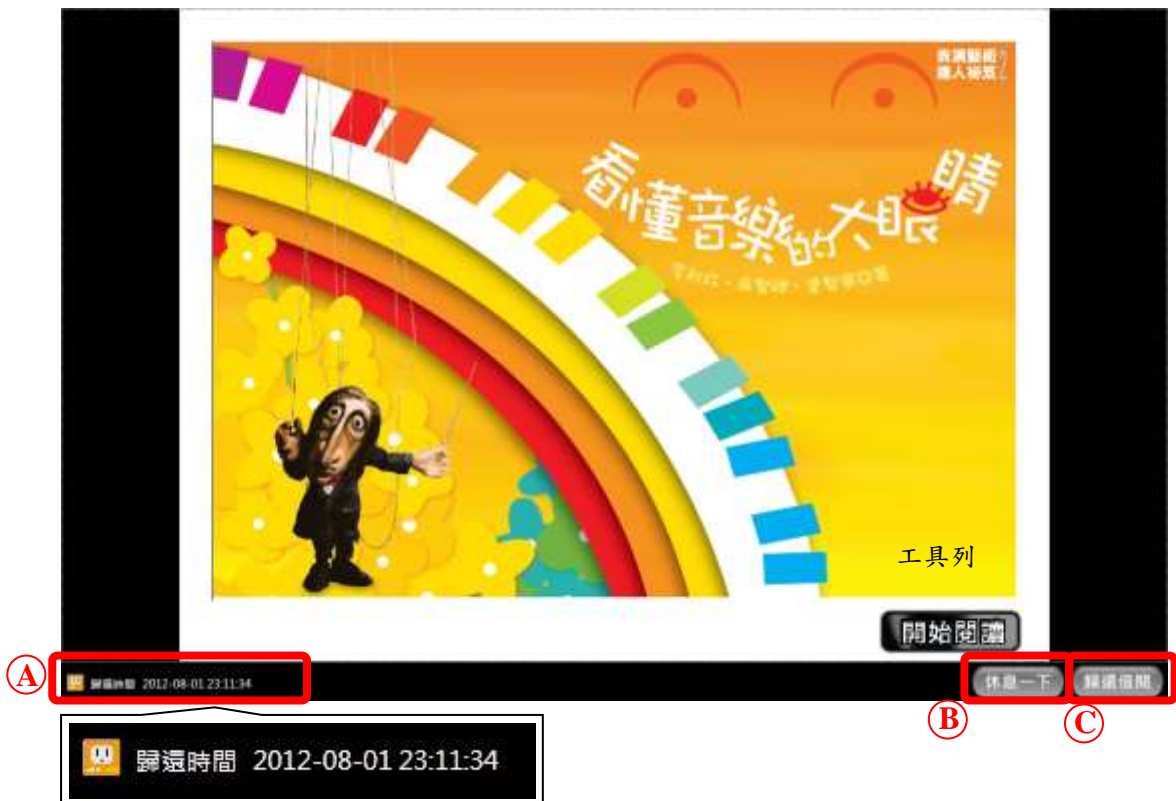 表演藝術
達人祕笈
看懂音樂的大眼睛
工具列
開始閱讀
A
歸還時間 2012-08-01 23:11:34
休息一下
歸還借閱
B
C
歸還時間 2012-08-01 23:11:34